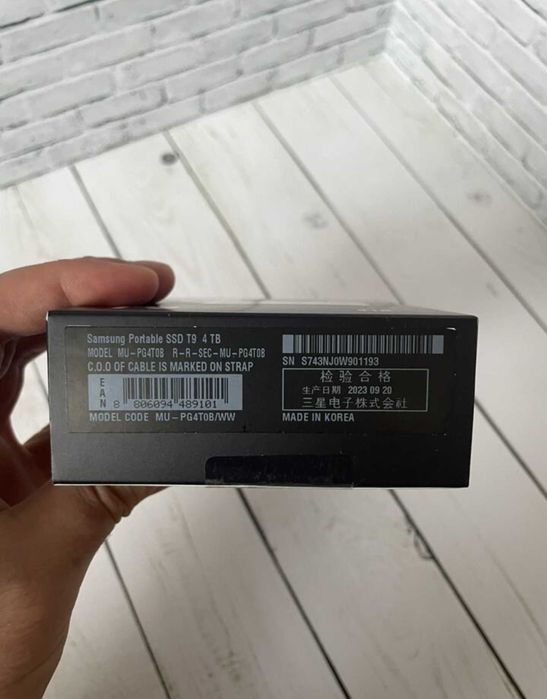 Samsung Portable SSD T9 4 TB
MODEL MU-PG4T0B R-R-SEC-MU-PG4T0B
C.O.O OF CABLE IS MARKED ON STRAP
EAN
8 806094 489101
MODEL CODE MU-PG4T0B/WW
SN S743NJ0W901193
检验合格
生产日期 2023 09 20
三星电子株式会社
MADE IN KOREA